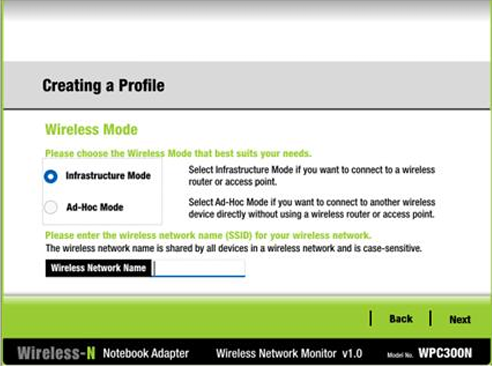 Creating a Profile
Wireless Mode
Please choose the Wireless Mode that best suits your needs.
Infrastructure Mode
Select Infrastructure Mode if you want to connect to a wireless
router or access point.
Ad-Hoc Mode
Select Ad-Hoc Mode if you want to connect to another wireless
device directly without using a wireless router or access point.
Please enter the wireless network name (SSID) for your wireless network.
The wireless network name is shared by all devices in a wireless network and is case-sensitive.
Wireless Network Name
Back Next
Wireless-N Notebook Adapter Wireless Network Monitor v1.0 Model No. WPC300N